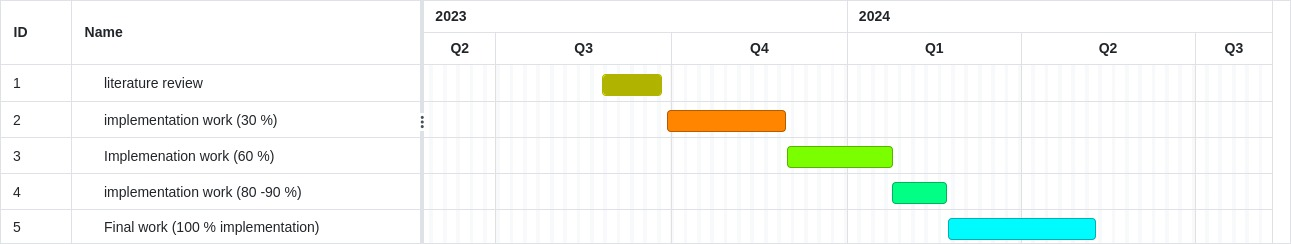 ID Name 2023 2024
Q2 Q3 Q4 Q1 Q2 Q3
1 literature review
2 implementation work (30 %)
3 Implemenation work (60 %)
4 implementation work (80 -90 %)
5 Final work (100 % implementation)